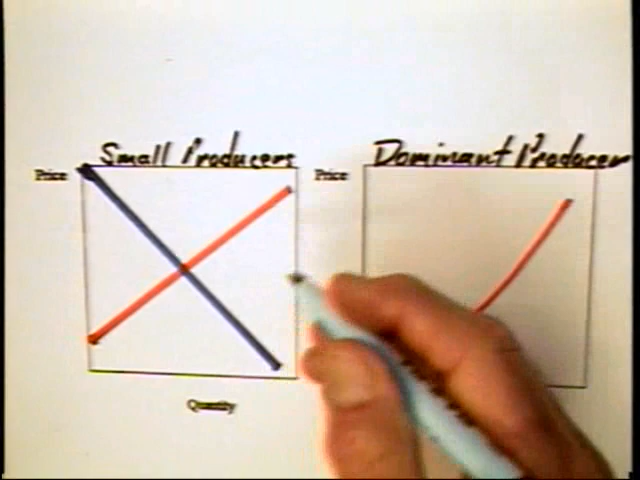 Small Producers
Dominant Producer
Price
Price
Quantity